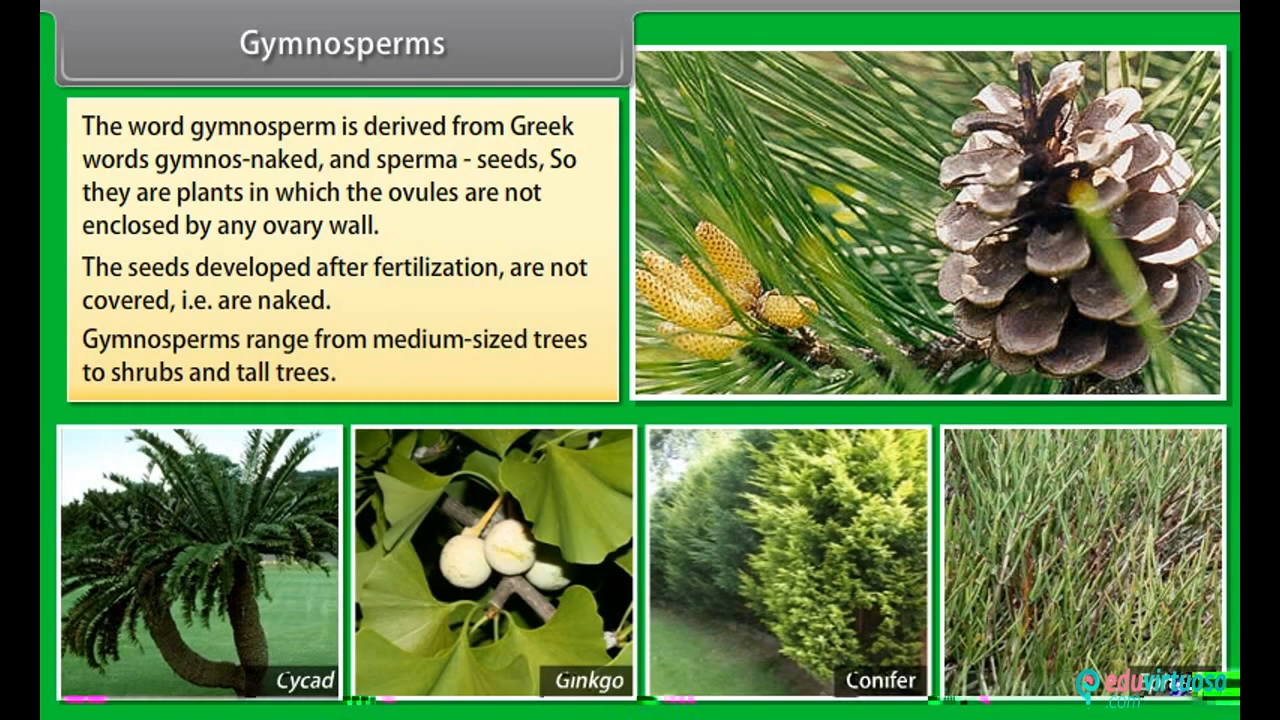 Gymnosperms
The word gymnosperm is derived from Greek
words gymnos-naked, and sperma - seeds, So
they are plants in which the ovules are not
enclosed by any ovary wall.
The seeds developed after fertilization, are not
covered, i.e. are naked.
Gymnosperms range from medium-sized trees
to shrubs and tall trees.
Cycad
Ginkgo
Conifer
eduvirtuoso
.com